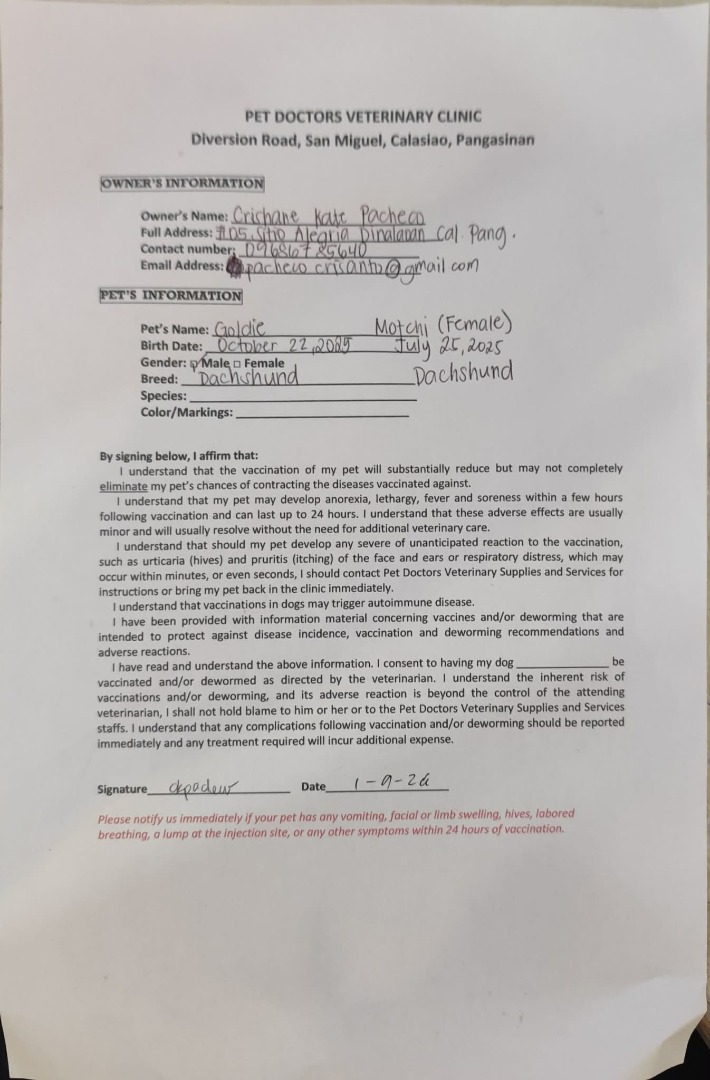 PET DOCTORS VETERINARY CLINIC
Diversion Road, San Miguel, Calasiao, Pangasinan
OWNER'S INFORMATION
Owner's Name: Crishane Kate Pacheco
Full Address: #105, Sitio Alegria Dinalaoan Cal. Pang.
Contact number: 09686785640
Email Address: pacheco crisanto@gmail com
PET'S INFORMATION
Pet's Name: Goldie Motchi (Female)
Birth Date: October 22, 2025 July 25, 2025
Gender: ☑ Male □ Female
Breed: Dachshund Dachshund
Species:
Color/Markings:
By signing below, I affirm that:
I understand that the vaccination of my pet will substantially reduce but may not completely
eliminate my pet's chances of contracting the diseases vaccinated against.
I understand that my pet may develop anorexia, lethargy, fever and soreness within a few hours
following vaccination and can last up to 24 hours. I understand that these adverse effects are usually
minor and will usually resolve without the need for additional veterinary care.
I understand that should my pet develop any severe of unanticipated reaction to the vaccination,
such as urticaria (hives) and pruritis (itching) of the face and ears or respiratory distress, which may
occur within minutes, or even seconds, I should contact Pet Doctors Veterinary Supplies and Services for
instructions or bring my pet back in the clinic immediately.
I understand that vaccinations in dogs may trigger autoimmune disease.
I have been provided with information material concerning vaccines and/or deworming that are
intended to protect against disease incidence, vaccination and deworming recommendations and
adverse reactions.
I have read and understand the above information. I consent to having my dog be
vaccinated and/or dewormed as directed by the veterinarian. I understand the inherent risk of
vaccinations and/or deworming, and its adverse reaction is beyond the control of the attending
veterinarian, I shall not hold blame to him or her or to the Pet Doctors Veterinary Supplies and Services
staffs. I understand that any complications following vaccination and/or deworming should be reported
immediately and any treatment required will incur additional expense.
Signature Date 1-9-26
Please notify us immediately if your pet has any vomiting, facial or limb swelling, hives, labored
breathing, a lump at the injection site, or any other symptoms within 24 hours of vaccination.